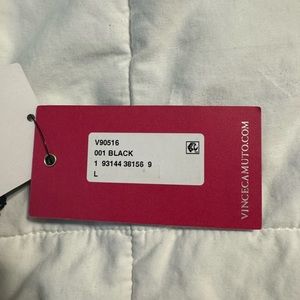 V90516
001 BLACK
1 93144 38156 9
L
VINCECAMUTO.COM